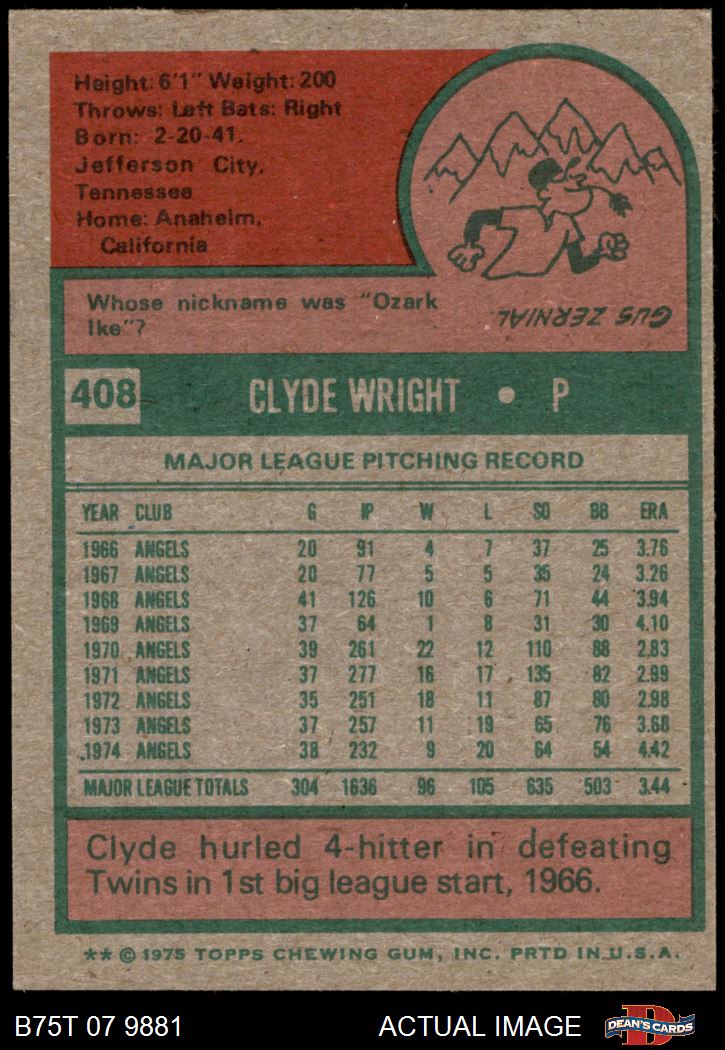 Height: 6'1" Weight: 200
Throws: Left Bats: Right
Born: 2-20-41.
Jefferson City,
Tennessee
Home: Anaheim,
California
Whose nickname was "Ozark
Ike"?
GUS ZERNIAL
408 CLYDE WRIGHT • P
MAJOR LEAGUE PITCHING RECORD
YEAR CLUB G IP W L SO BB ERA
1966 ANGELS 20 91 4 7 37 25 3.76
1967 ANGELS 20 77 5 5 35 24 3.26
1968 ANGELS 41 126 10 6 71 44 3.94
1969 ANGELS 37 64 1 8 31 30 4.10
1970 ANGELS 39 261 22 12 110 88 2.83
1971 ANGELS 37 277 16 17 135 82 2.99
1972 ANGELS 35 251 18 11 87 80 2.98
1973 ANGELS 37 257 11 19 65 76 3.68
1974 ANGELS 38 232 9 20 64 54 4.42
MAJOR LEAGUE TOTALS 304 1636 96 105 635 503 3.44
Clyde hurled 4-hitter in defeating
Twins in 1st big league start, 1966.
** © 1975 TOPPS CHEWING GUM, INC. PRTD IN U.S.A.
B75T 07 9881 ACTUAL IMAGE D DEAN'S CARDS